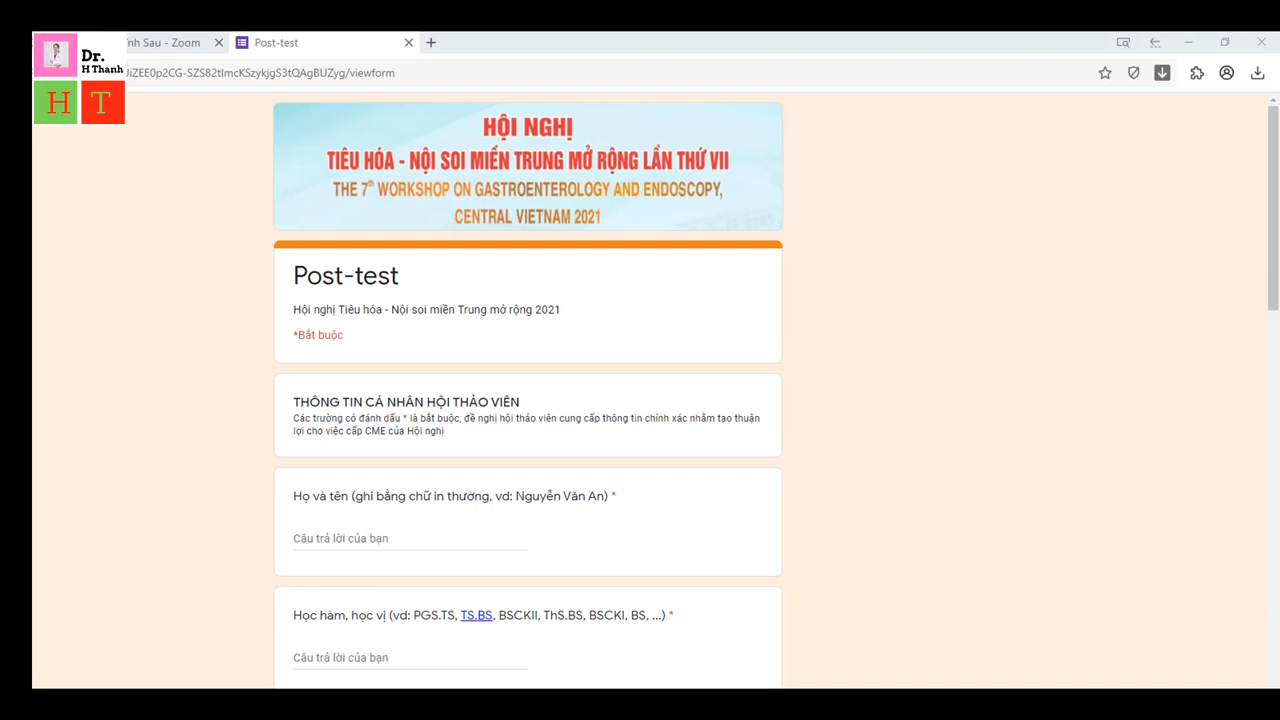 Dr.
H Thanh
H T
nh Sau - Zoom
Post-test
JiZEE0p2CG-SZS82tImcKSzykjgS3tQAgBUZyg/viewform
HỘI NGHỊ
TIÊU HÓA - NỘI SOI MIỀN TRUNG MỞ RỘNG LẦN THỨ VII
THE 7th WORKSHOP ON GASTROENTEROLOGY AND ENDOSCOPY,
CENTRAL VIETNAM 2021
Post-test
Hội nghị Tiêu hóa - Nội soi miền Trung mở rộng 2021
*Bắt buộc
THÔNG TIN CÁ NHÂN HỘI THẢO VIÊN
Các trường có đánh dấu * là bắt buộc, đề nghị hội thảo viên cung cấp thông tin chính xác nhằm tạo thuận
lợi cho việc cấp CME của Hội nghị
Họ và tên (ghi bằng chữ in thường, vd: Nguyễn Văn An) *
Câu trả lời của bạn
Học hàm, học vị (vd: PGS.TS, TS.BS, BSCKII, ThS.BS, BSCKI, BS, ...) *
Câu trả lời của bạn